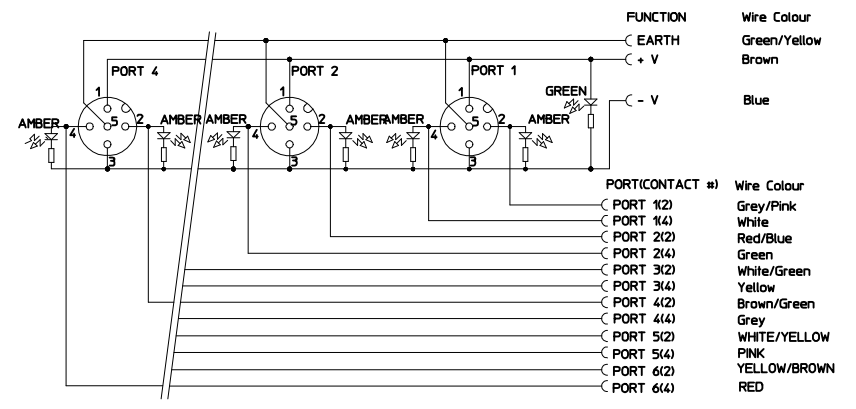 FUNCTION Wire Colour
EARTH Green/Yellow
+ V Brown
PORT 4 PORT 2 PORT 1
GREEN
- V Blue
1 1 1
AMBER 4 5 2 AMBER AMBER 4 5 2 AMBER AMBER 4 5 2 AMBER
3 3 3
PORT(CONTACT #) Wire Colour
PORT 1(2) Grey/Pink
PORT 1(4) White
PORT 2(2) Red/Blue
PORT 2(4) Green
PORT 3(2) White/Green
PORT 3(4) Yellow
PORT 4(2) Brown/Green
PORT 4(4) Grey
PORT 5(2) WHITE/YELLOW
PORT 5(4) PINK
PORT 6(2) YELLOW/BROWN
PORT 6(4) RED